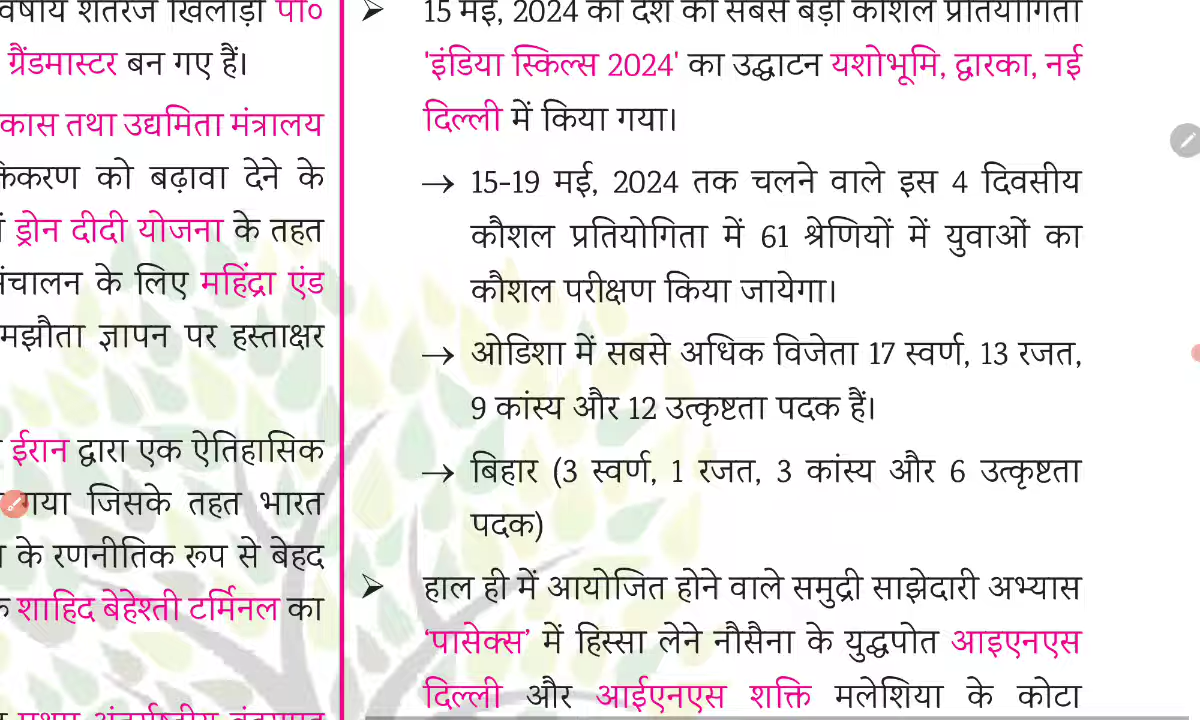 वर्षीय शतरंज खिलाड़ी पी०
ग्रैंडमास्टर बन गए हैं।
कास तथा उद्यमिता मंत्रालय
को बढ़ावा देने के
ड्रोन दीदी योजना के तहत
के लिए महिंद्रा एंड
ज्ञापन पर हस्ताक्षर
ईरान द्वारा एक ऐतिहासिक
गया जिसके तहत भारत
के रणनीतिक रूप से बेहद
शाहिद बेहेश्ती टर्मिनल का
15 मई, 2024 को देश की सबसे बड़ी कौशल प्रतियोगिता
'इंडिया स्किल्स 2024' का उद्घाटन यशोभूमि, द्वारका, नई
दिल्ली में किया गया।
→ 15-19 मई, 2024 तक चलने वाले इस 4 दिवसीय
कौशल प्रतियोगिता में 61 श्रेणियों में युवाओं का
कौशल परीक्षण किया जायेगा।
→ ओडिशा में सबसे अधिक विजेता 17 स्वर्ण, 13 रजत,
9 कांस्य और 12 उत्कृष्टता पदक हैं।
→ बिहार (3 स्वर्ण, 1 रजत, 3 कांस्य और 6 उत्कृष्टता
पदक)
हाल ही में आयोजित होने वाले समुद्री साझेदारी अभ्यास
‘पासेक्स’ में हिस्सा लेने नौसैना के युद्धपोत आइएनएस
दिल्ली और आईएनएस शक्ति मलेशिया के कोटा